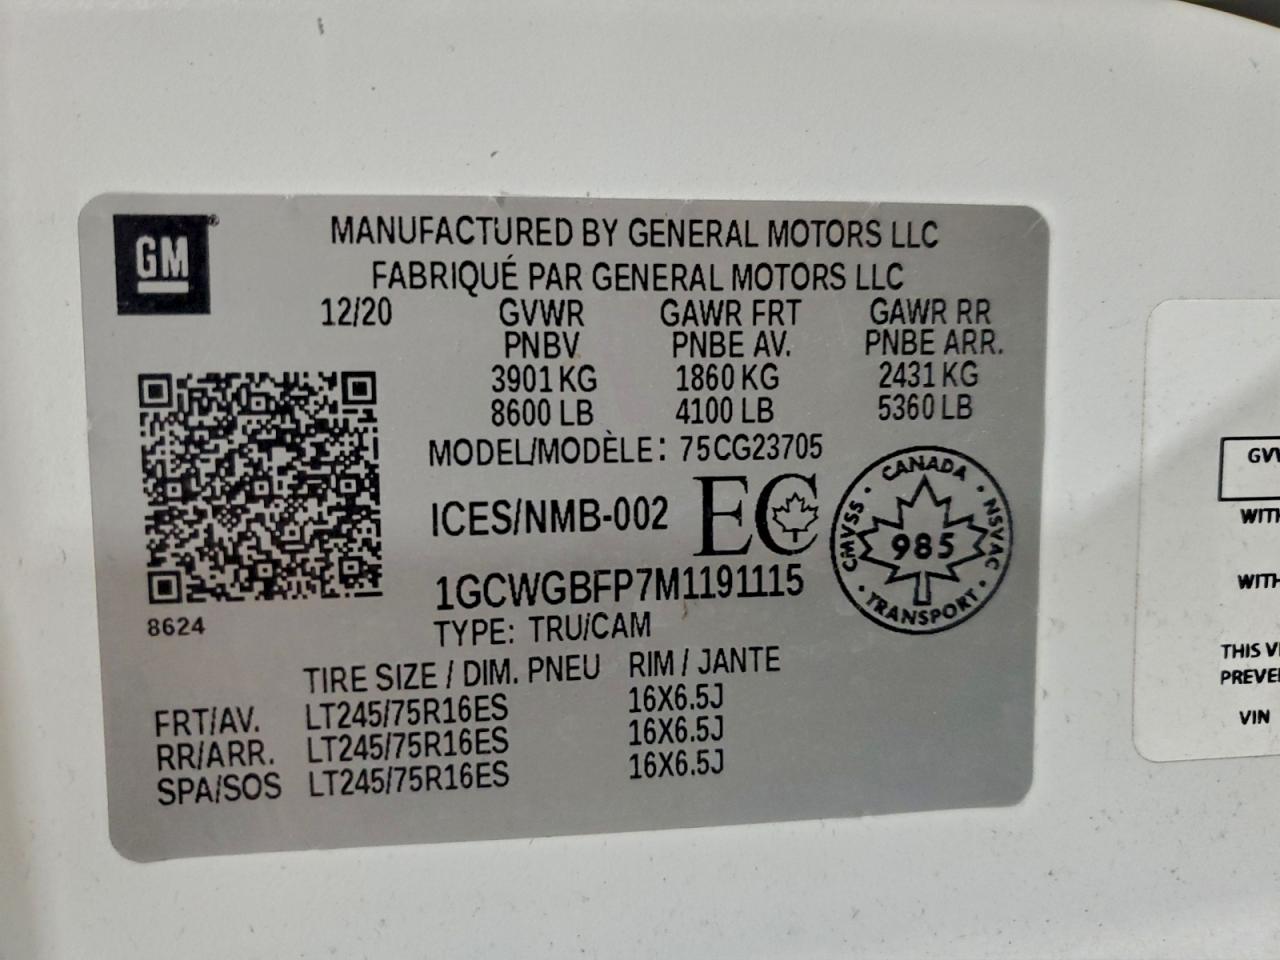 GM
MANUFACTURED BY GENERAL MOTORS LLC
FABRIQUÉ PAR GENERAL MOTORS LLC
12/20 GVWR GAWR FRT GAWR RR
PNBV PNBE AV. PNBE ARR.
3901 KG 1860 KG 2431 KG
8600 LB 4100 LB 5360 LB
MODEL/MODÈLE: 75CG23705
ICES/NMB-002 EC
CANADA
CMVSS 985 NSVAC
TRANSPORT
1GCWGBFP7M1191115
8624
TYPE: TRU/CAM
TIRE SIZE / DIM. PNEU RIM / JANTE
FRT/AV. LT245/75R16ES 16X6.5J
RR/ARR. LT245/75R16ES 16X6.5J
SPA/SOS LT245/75R16ES 16X6.5J
THIS
VIN